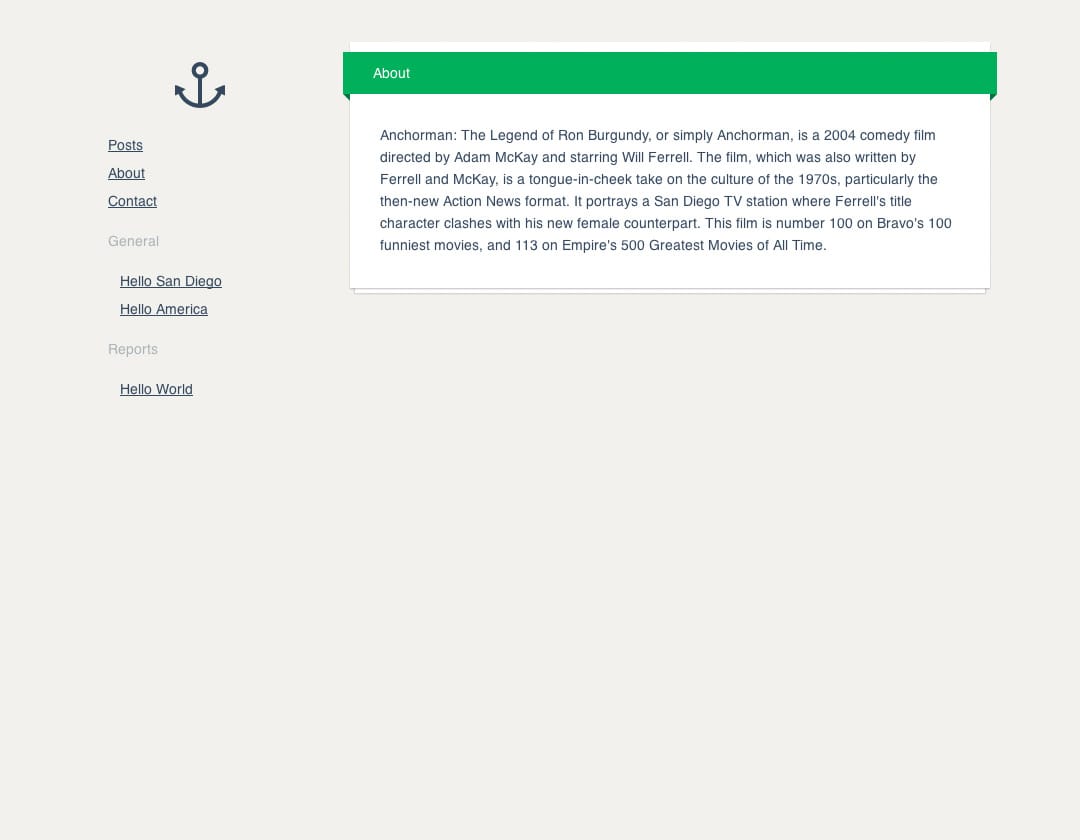 Posts
About
Contact
General
Hello San Diego
Hello America
Reports
Hello World
About
Anchorman: The Legend of Ron Burgundy, or simply Anchorman, is a 2004 comedy film
directed by Adam McKay and starring Will Ferrell. The film, which was also written by
Ferrell and McKay, is a tongue-in-cheek take on the culture of the 1970s, particularly the
then-new Action News format. It portrays a San Diego TV station where Ferrell's title
character clashes with his new female counterpart. This film is number 100 on Bravo's 100
funniest movies, and 113 on Empire's 500 Greatest Movies of All Time.